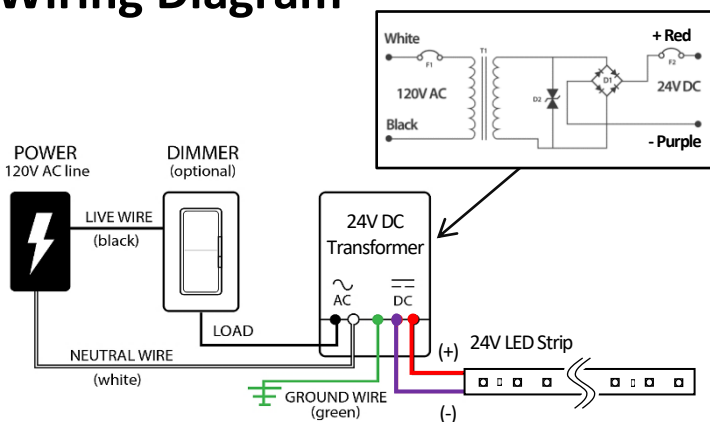 Wiring Diagram
White
+ Red
F1
T1
F2
120V AC
D2
D1
24V DC
Black
- Purple
POWER
120V AC line
DIMMER
(optional)
LIVE WIRE
(black)
24V DC
Transformer
AC
DC
LOAD
NEUTRAL WIRE
(white)
(+)
24V LED Strip
GROUND WIRE
(green)
(-)